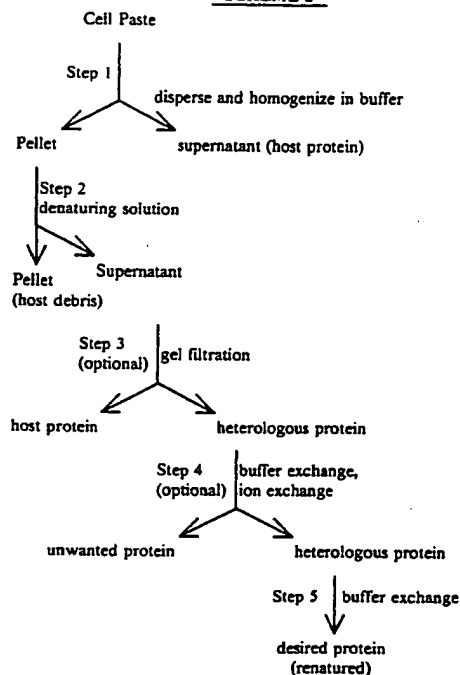 Cell Paste
Step 1
disperse and homogenize in buffer
Pellet
supernatant (host protein)
Step 2
denaturing solution
Pellet
(host debris)
Supernatant
Step 3
(optional)
gel filtration
host protein
heterologous protein
Step 4
(optional)
buffer exchange,
ion exchange
unwanted protein
heterologous protein
Step 5
buffer exchange
desired protein
(renatured)